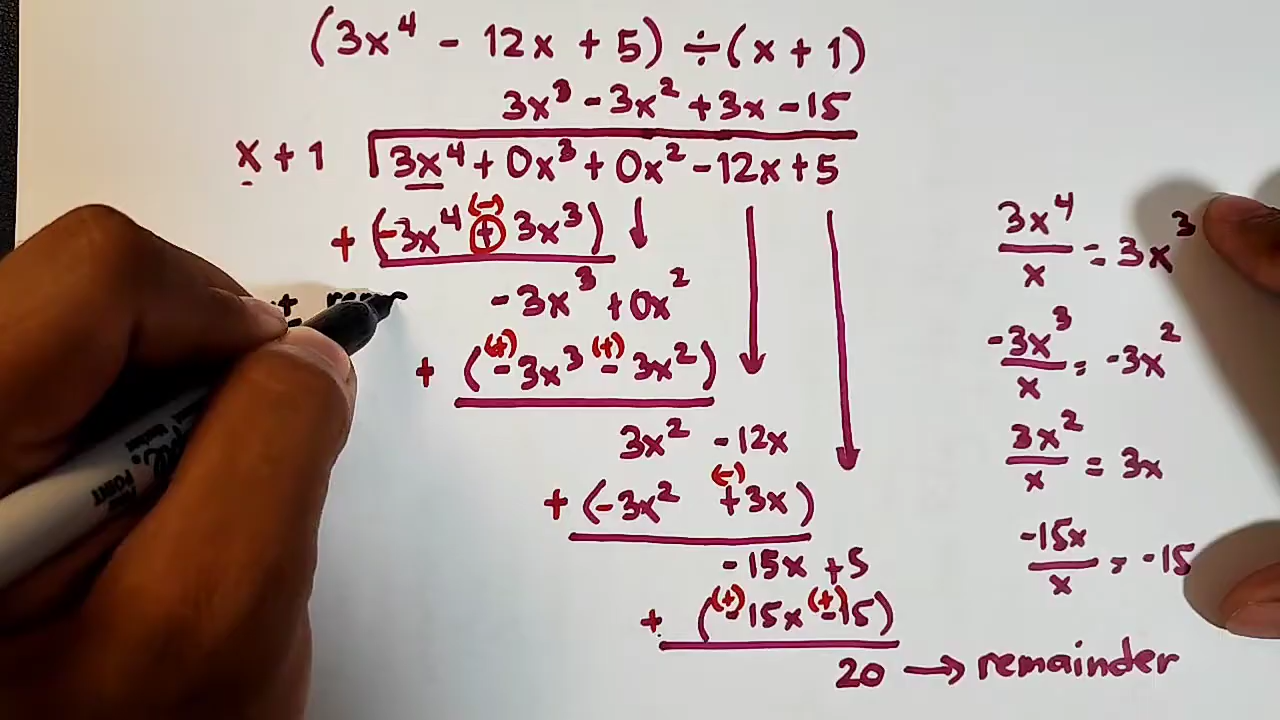 (3x⁴ - 12x + 5) ÷ (x + 1)
3x³ - 3x² + 3x - 15
x + 1 3x⁴ + 0x³ + 0x² - 12x + 5
(-)
+ (-3x⁴ + 3x³)
-3x³ + 0x²
(+) (+)
+ (-3x³ - 3x²)
3x² - 12x
(-)
+ (-3x² + 3x)
-15x + 5
(+) (+)
+ (-15x - 15)
20 → remainder
3x⁴/x = 3x³
-3x³/x = -3x²
3x²/x = 3x
-15x/x = -15
POINT